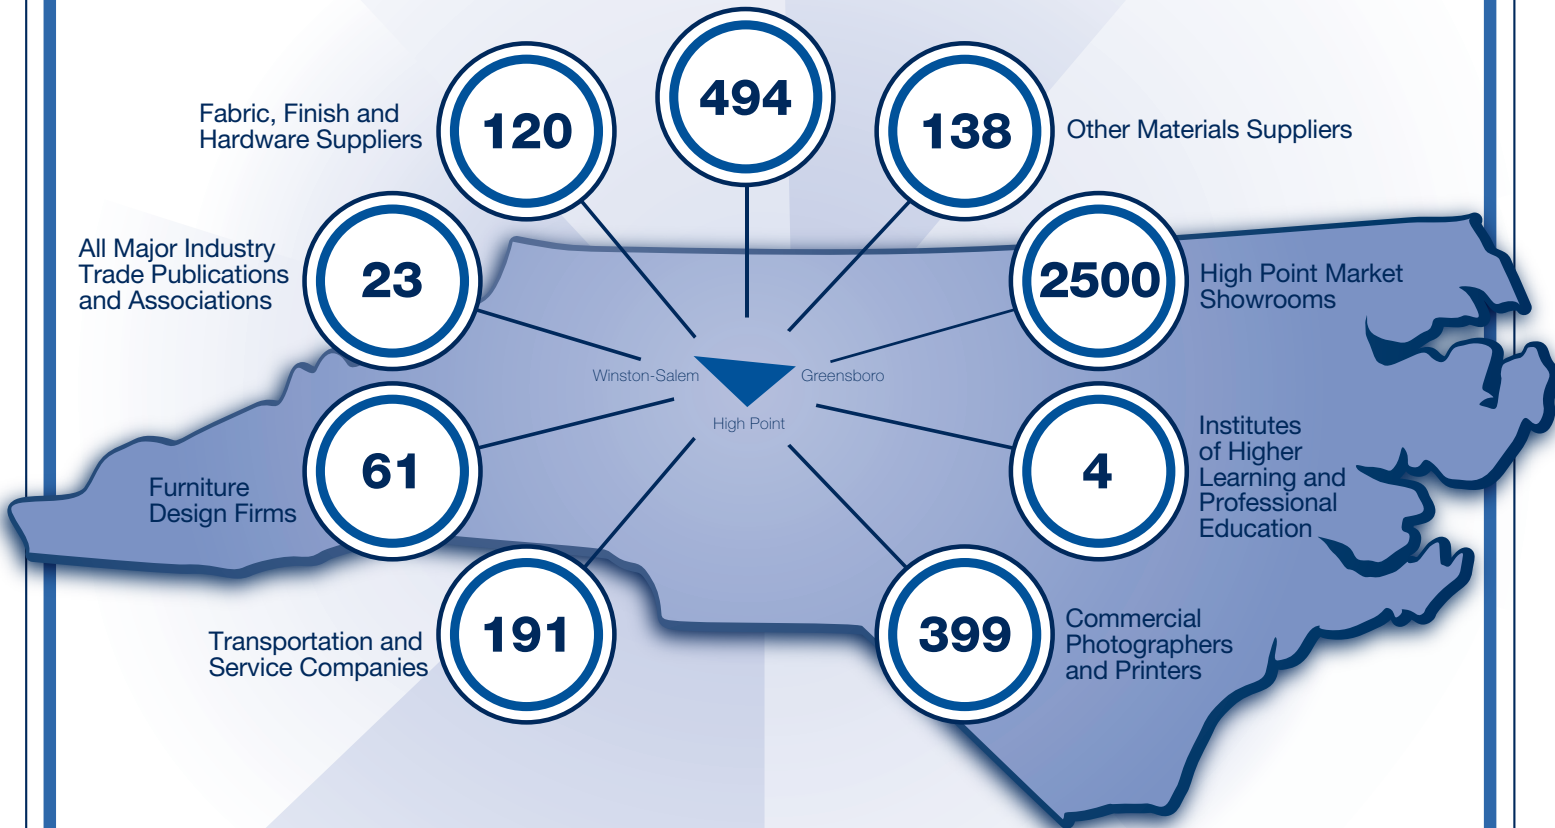 494
120
Fabric, Finish and
Hardware Suppliers
138
Other Materials Suppliers
23
All Major Industry
Trade Publications
and Associations
2500
High Point Market
Showrooms
Winston-Salem
Greensboro
High Point
61
Furniture
Design Firms
4
Institutes
of Higher
Learning and
Professional
Education
191
Transportation and
Service Companies
399
Commercial
Photographers
and Printers